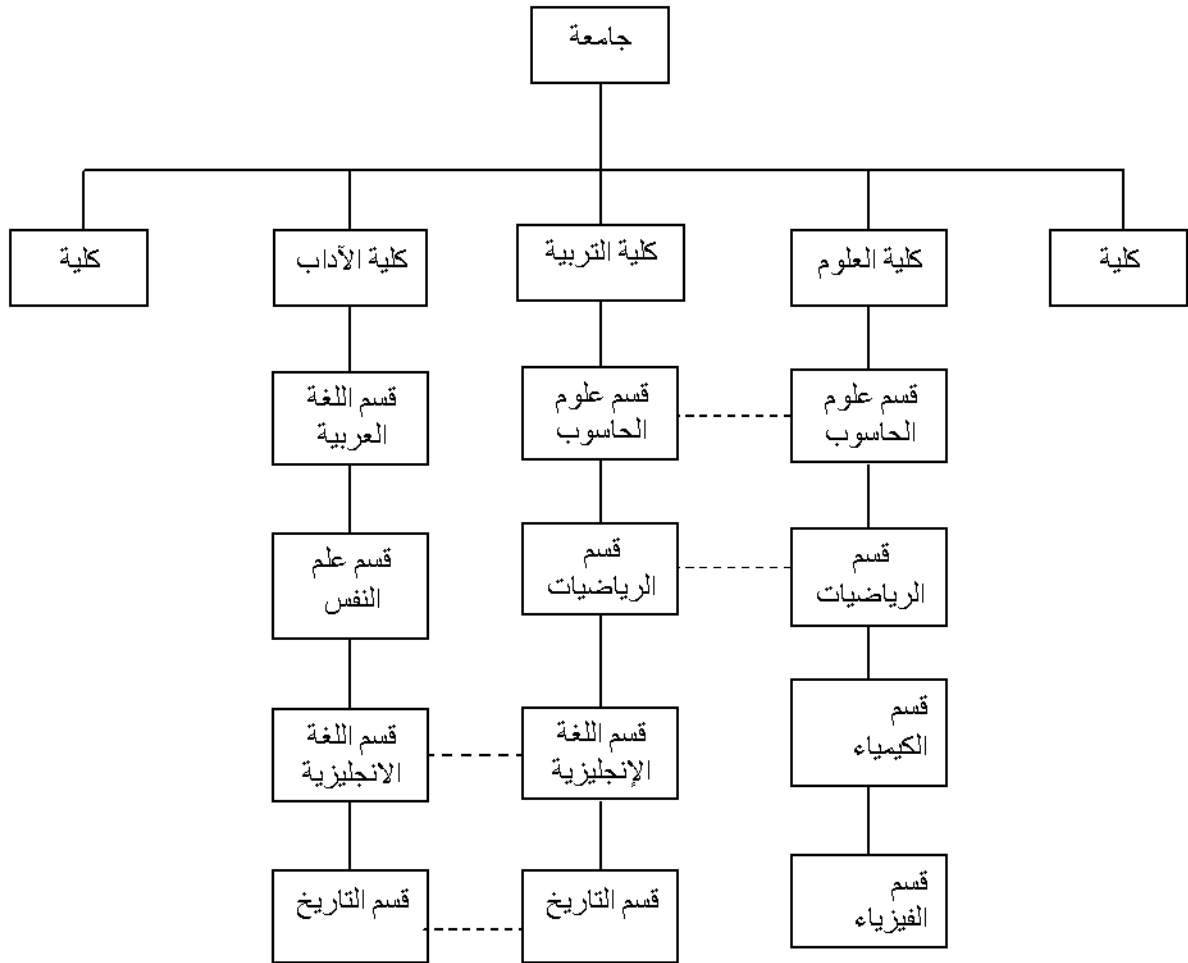 جامعة
كلية
كلية العلوم
كلية التربية
كلية الآداب
كلية
قسم علوم
الحاسوب
قسم علوم
الحاسوب
قسم اللغة
العربية
قسم
الرياضيات
قسم
الرياضيات
قسم علم
النفس
قسم
الكيمياء
قسم اللغة
الإنجليزية
قسم اللغة
الانجليزية
قسم
الفيزياء
قسم التاريخ
قسم التاريخ